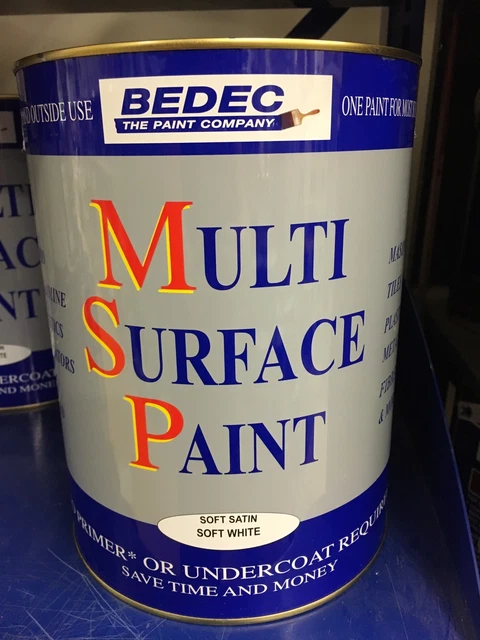 OUTSIDE USE
BEDEC
THE PAINT COMPANY
ONE PAINT FOR MOST
MULTI
SURFACE
PAINT
SOFT SATIN
SOFT WHITE
PRIMER* OR UNDERCOAT REQUIRE
SAVE TIME AND MONEY